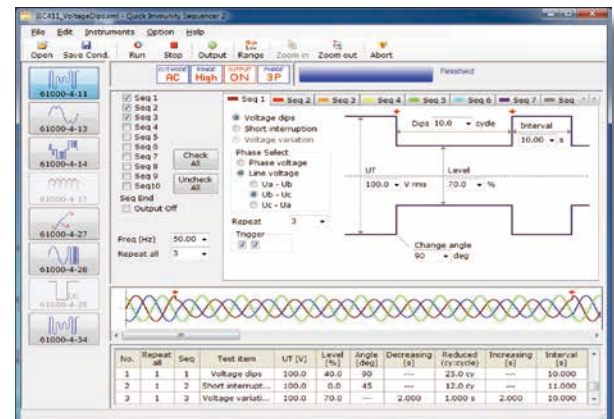 IEC411_VoltageDips.xml - Quick Immunity Sequencer 2
File Edit Instruments Option Help
Open Save Cond. Run Stop Output Range Zoom in Zoom out Abort
61000-4-11
61000-4-13
61000-4-14
61000-4-17
61000-4-27
61000-4-28
61000-4-29
61000-4-34
OUTMODE AC RANGE High OUTPUT ON PHASE 3P
Finished
Seq 1
Seq 2
Seq 3
Seq 4
Seq 5
Seq 6
Seq 7
Seq 8
Seq 9
Seq10
Check All
Uncheck All
Seq End
Output Off
Freq [Hz] 50.00
Repeat all 3
Seq 1 Seq 2 Seq 3 Seq 4 Seq 5 Seq 6 Seq 7 Seq
Voltage dips
Short interruption
Voltage variation
Phase Select
Phase voltage
Line voltage
Ua - Ub
Ub - Uc
Uc - Ua
Repeat 3
Trigger
Dips 10.0 cycle
Interval
10.00 s
UT
100.0 V rms
Level
70.0 %
Change angle
90 deg
No. Repeat all Seq Test item UT [V] Level [%] Angle [deg] Decreasing [s] Reduced (cy:cycle) Increasing [s] Interval [s]
1 1 1 Voltage dips 100.0 40.0 90 --- 25.0 cy --- 10.000
2 1 2 Short interrupt... 100.0 0.0 45 --- 12.0 cy --- 11.000
3 1 3 Voltage variati... 100.0 70.0 --- 2.000 1.000 s 2.000 10.000